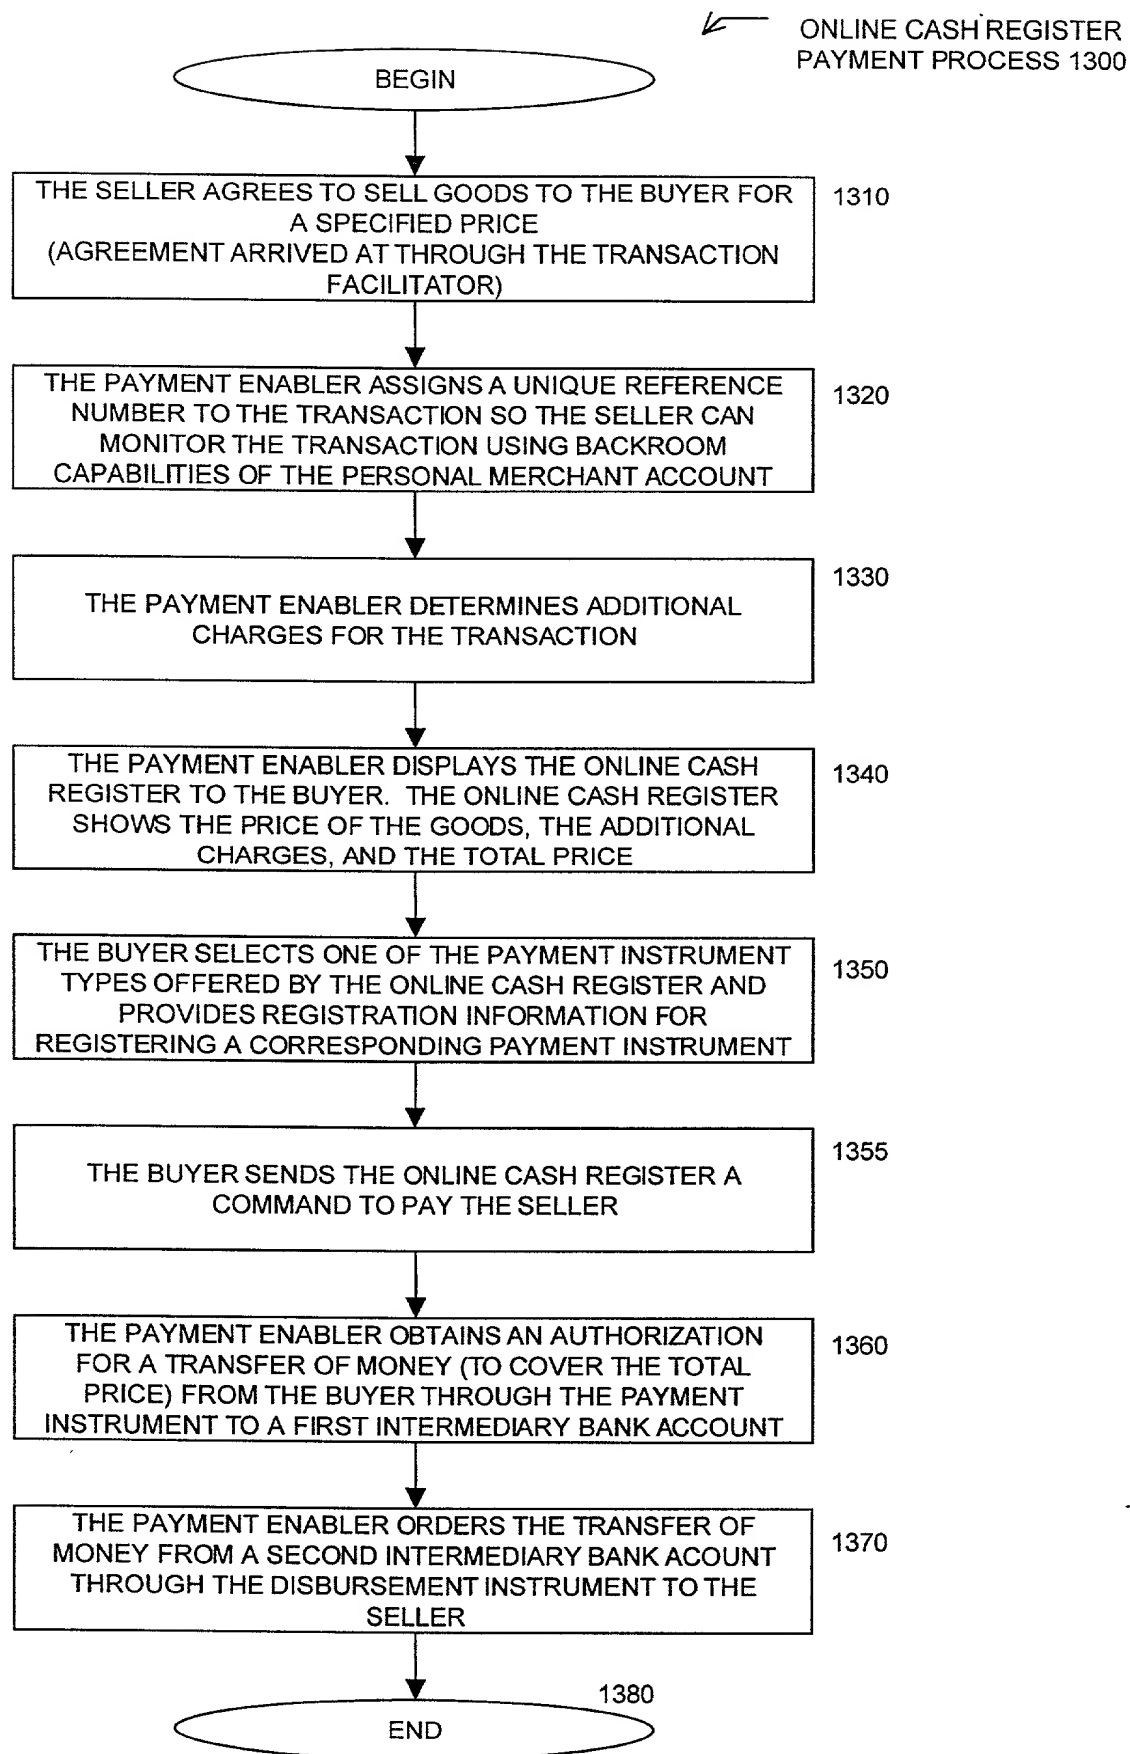 ONLINE CASH REGISTER
PAYMENT PROCESS 1300
BEGIN
THE SELLER AGREES TO SELL GOODS TO THE BUYER FOR
A SPECIFIED PRICE
(AGREEMENT ARRIVED AT THROUGH THE TRANSACTION
FACILITATOR)
1310
THE PAYMENT ENABLER ASSIGNS A UNIQUE REFERENCE
NUMBER TO THE TRANSACTION SO THE SELLER CAN
MONITOR THE TRANSACTION USING BACKROOM
CAPABILITIES OF THE PERSONAL MERCHANT ACCOUNT
1320
THE PAYMENT ENABLER DETERMINES ADDITIONAL
CHARGES FOR THE TRANSACTION
1330
THE PAYMENT ENABLER DISPLAYS THE ONLINE CASH
REGISTER TO THE BUYER. THE ONLINE CASH REGISTER
SHOWS THE PRICE OF THE GOODS, THE ADDITIONAL
CHARGES, AND THE TOTAL PRICE
1340
THE BUYER SELECTS ONE OF THE PAYMENT INSTRUMENT
TYPES OFFERED BY THE ONLINE CASH REGISTER AND
PROVIDES REGISTRATION INFORMATION FOR
REGISTERING A CORRESPONDING PAYMENT INSTRUMENT
1350
THE BUYER SENDS THE ONLINE CASH REGISTER A
COMMAND TO PAY THE SELLER
1355
THE PAYMENT ENABLER OBTAINS AN AUTHORIZATION
FOR A TRANSFER OF MONEY (TO COVER THE TOTAL
PRICE) FROM THE BUYER THROUGH THE PAYMENT
INSTRUMENT TO A FIRST INTERMEDIARY BANK ACCOUNT
1360
THE PAYMENT ENABLER ORDERS THE TRANSFER OF
MONEY FROM A SECOND INTERMEDIARY BANK ACOUNT
THROUGH THE DISBURSEMENT INSTRUMENT TO THE
SELLER
1370
1380
END